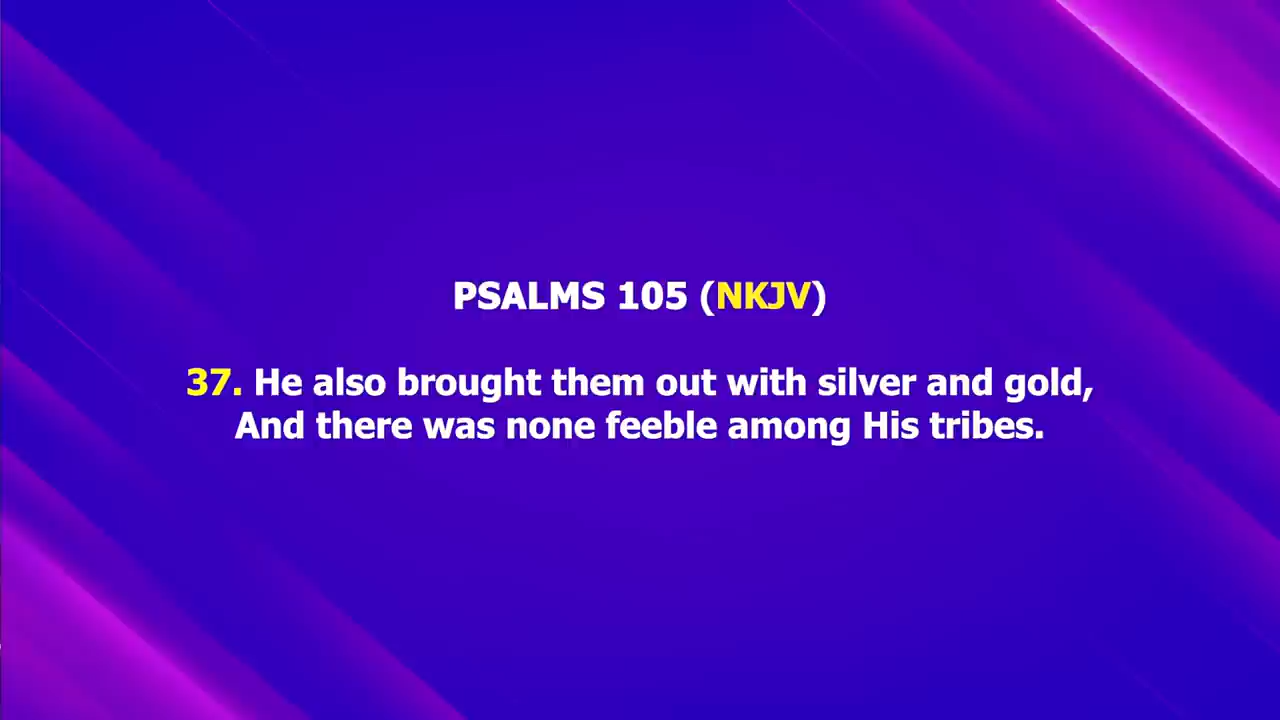 PSALMS 105 (NKJV)
37. He also brought them out with silver and gold,
And there was none feeble among His tribes.